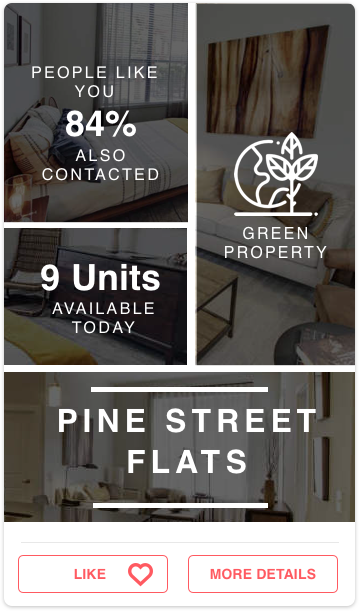 PEOPLE LIKE
YOU
84%
ALSO
CONTACTED
GREEN
PROPERTY
9 Units
AVAILABLE
TODAY
PINE STREET
FLATS
LIKE
MORE DETAILS